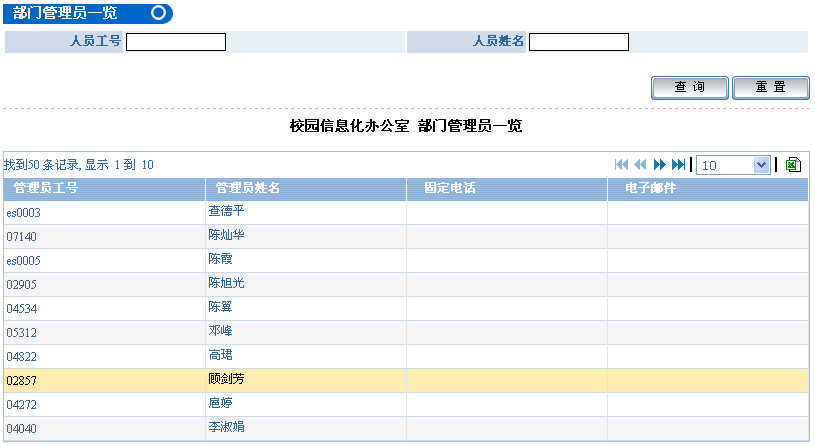 部门管理员一览
人员工号 人员姓名
查 询 重 置
校园信息化办公室 部门管理员一览
找到50 条记录, 显示 1 到 10 10
管理员工号 管理员姓名 固定电话 电子邮件
es0003 查德平
07140 陈灿华
es0005 陈霞
02905 陈旭光
04534 陈翼
05312 邓峰
04822 高珺
02857 顾剑芳
04272 扈婷
04040 李淑娟